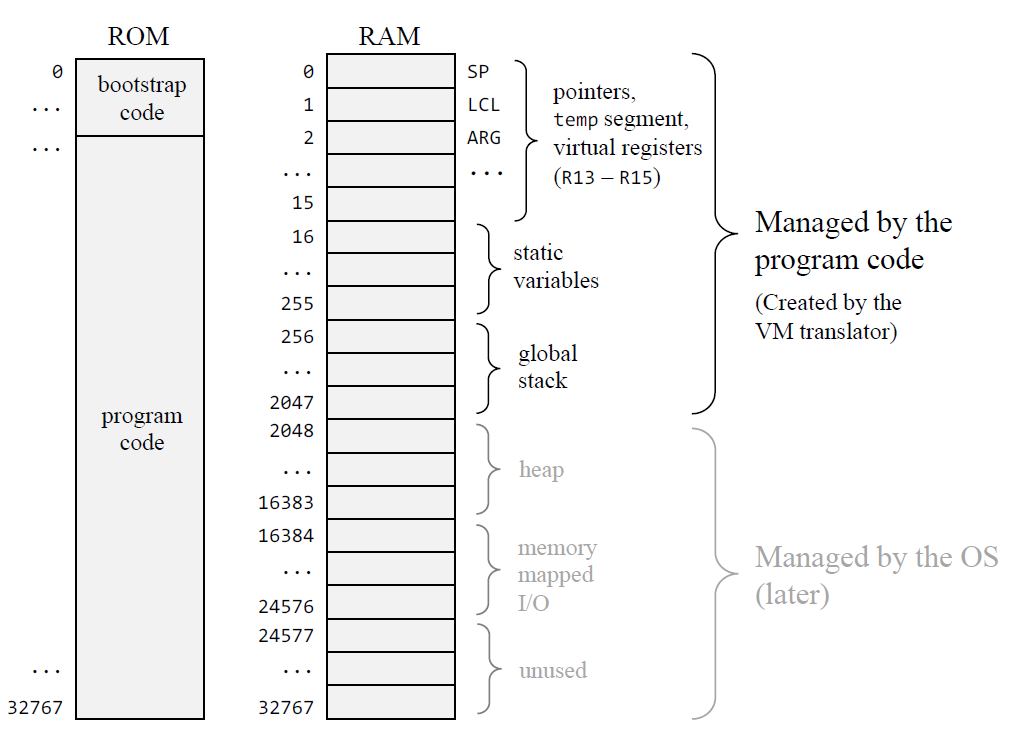 ROM
0
...
...
...
32767
bootstrap
code
program
code
RAM
0
1
2
...
15
16
...
255
256
...
2047
2048
...
16383
16384
...
24576
24577
...
32767
SP
LCL
ARG
...
pointers,
temp segment,
virtual registers
(R13 – R15)
static
variables
global
stack
heap
memory
mapped
I/O
unused
Managed by the
program code
(Created by the
VM translator)
Managed by the OS
(later)